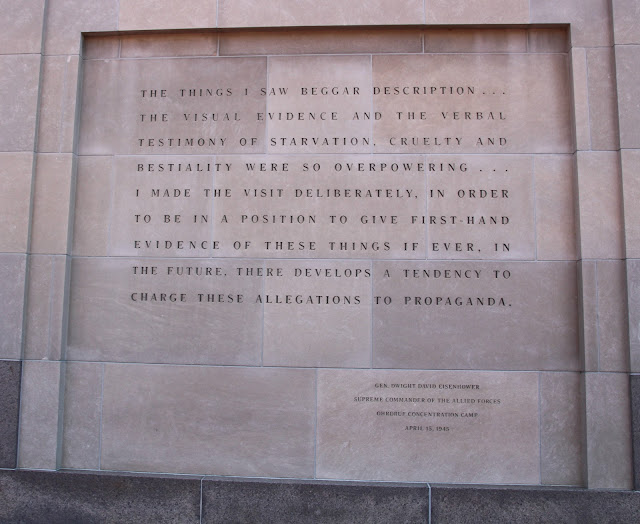 THE THINGS I SAW BEGGAR DESCRIPTION...
THE VISUAL EVIDENCE AND THE VERBAL
TESTIMONY OF STARVATION, CRUELTY AND
BESTIALITY WERE SO OVERPOWERING...
I MADE THE VISIT DELIBERATELY, IN ORDER
TO BE IN A POSITION TO GIVE FIRST-HAND
EVIDENCE OF THESE THINGS IF EVER, IN
THE FUTURE, THERE DEVELOPS A TENDENCY TO
CHARGE THESE ALLEGATIONS TO PROPAGANDA.
GEN. DWIGHT DAVID EISENHOWER
SUPREME COMMANDER OF THE ALLIED FORCES
OHRDRUF CONCENTRATION CAMP
APRIL 15, 1945